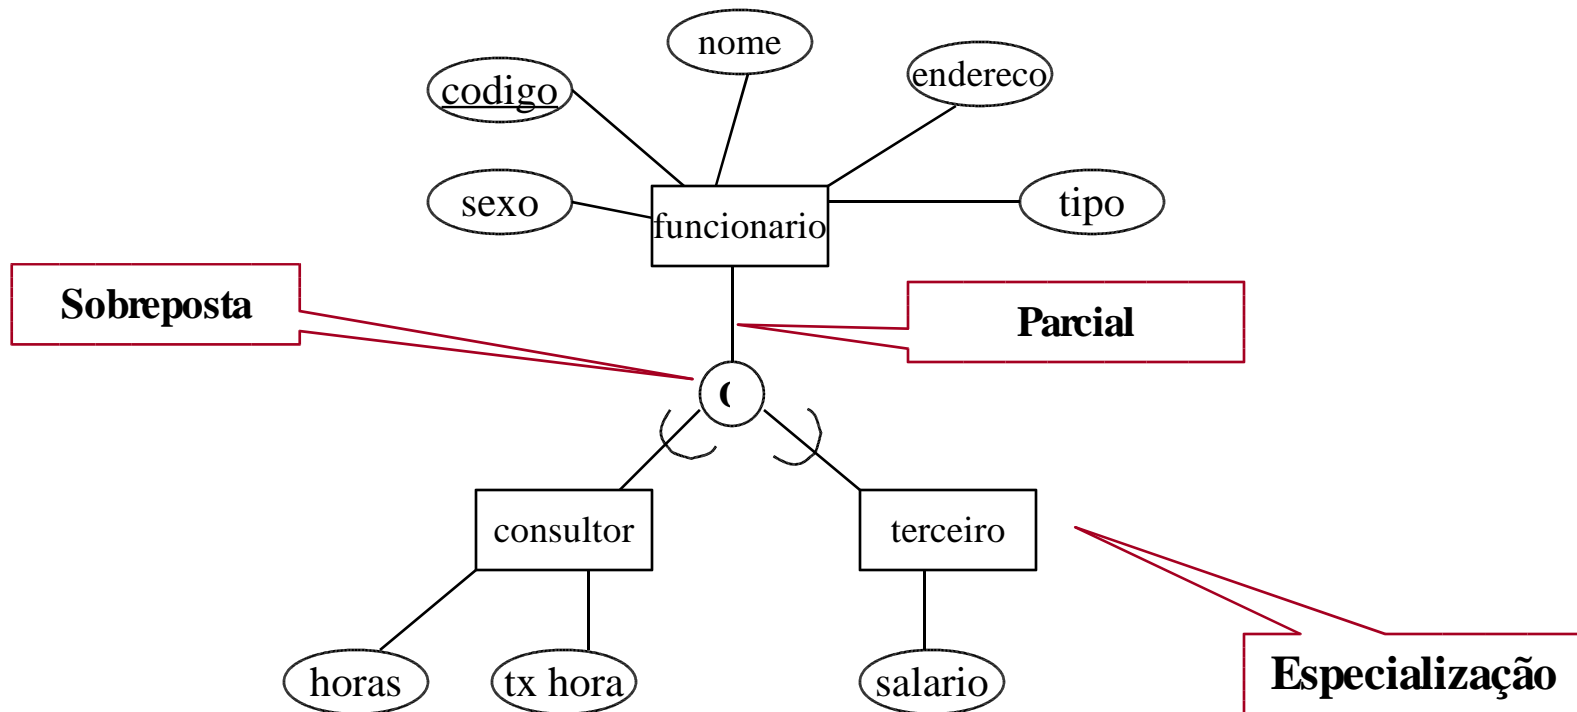 nome
endereco
codigo
sexo
tipo
funcionario
Sobreposta
Parcial
consultor
terceiro
horas
tx hora
salario
Especialização